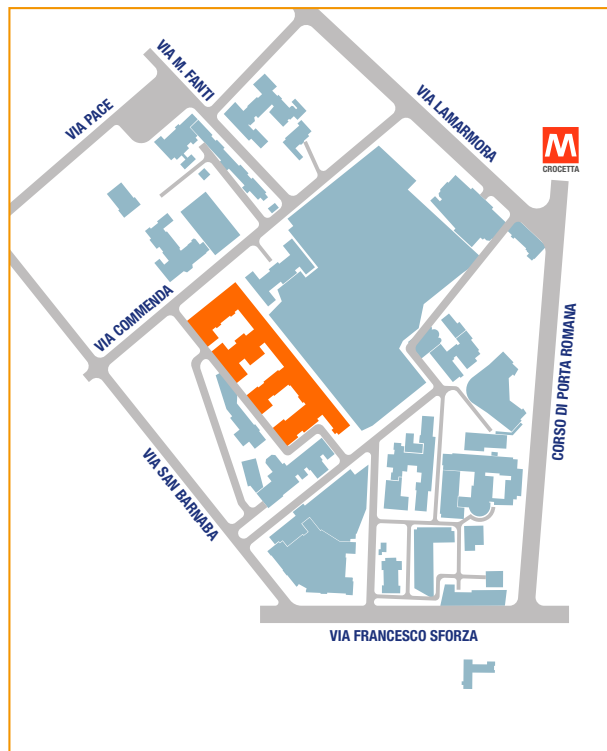 VIA M. FANTI
VIA PACE
VIA LAMARMORA
M
CROCETTA
VIA COMMENDA
CORSO DI PORTA ROMANA
VIA SAN BARNABA
VIA FRANCESCO SFORZA